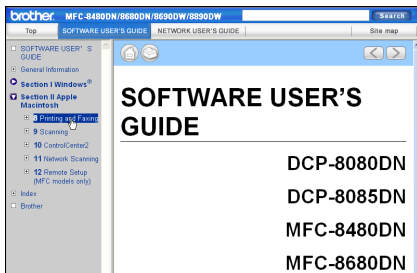 brother MFC-8480DN/8680DN/8690DW/8890DW
Search
Top
SOFTWARE USER'S GUIDE
NETWORK USER'S GUIDE
Site map
SOFTWARE USER' S
GUIDE
General Information
Section I Windows®
Section II Apple
Macintosh
8 Printing and Faxing
9 Scanning
10 ControlCenter2
11 Network Scanning
12 Remote Setup
(MFC models only)
Index
Brother
SOFTWARE USER'S
GUIDE
DCP-8080DN
DCP-8085DN
MFC-8480DN
MFC-8680DN